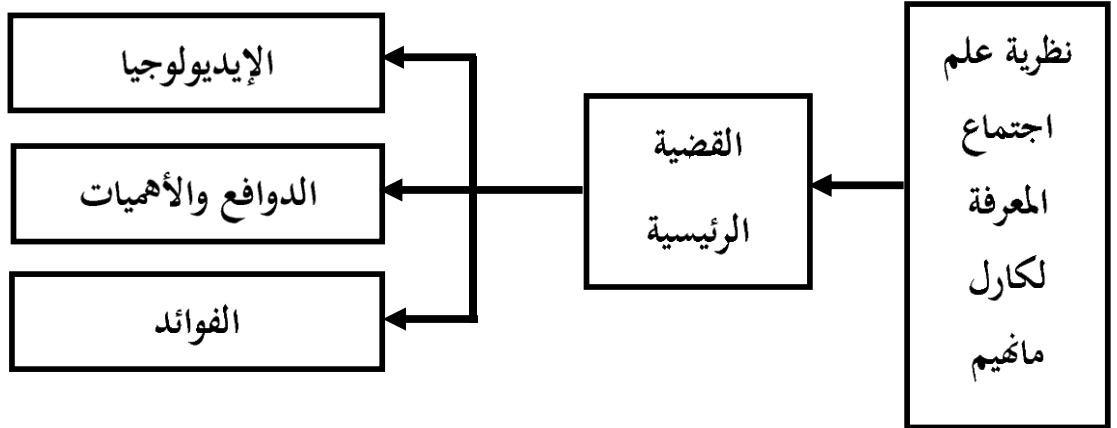 نظرية علم
اجتماع
المعرفة
لكارل
مانهيم
القضية
الرئيسية
الإيديولوجيا
الدوافع والأهميات
الفوائد